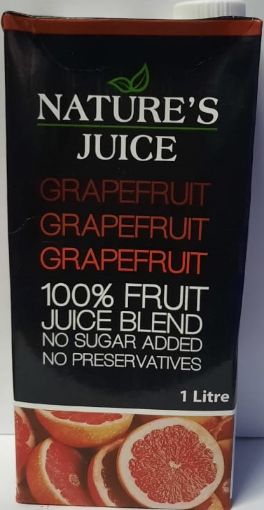 NATURE'S
JUICE
GRAPEFRUIT
GRAPEFRUIT
GRAPEFRUIT
100% FRUIT
JUICE BLEND
NO SUGAR ADDED
NO PRESERVATIVES
1 Litre